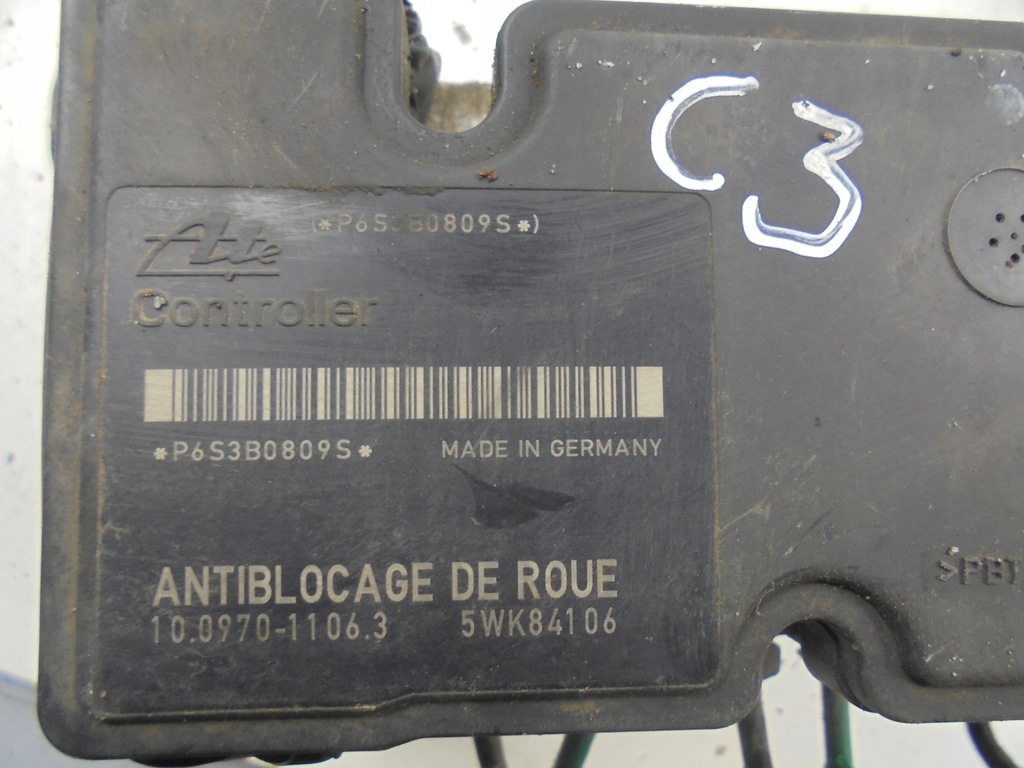 C3
(*P6S3B0809S*)
Ate
Controller
*P6S3B0809S* MADE IN GERMANY
ANTIBLOCAGE DE ROUE
10.0970-1106.3 5WK84106
>PBT